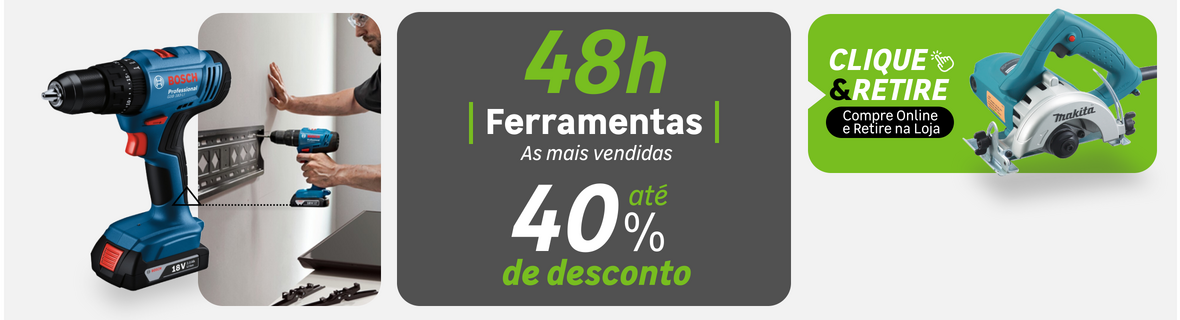 BOSCH
Professional
18V
48h
Ferramentas
As mais vendidas
até
40%
de desconto
CLIQUE
&RETIRE
Compre Online
e Retire na Loja
makita